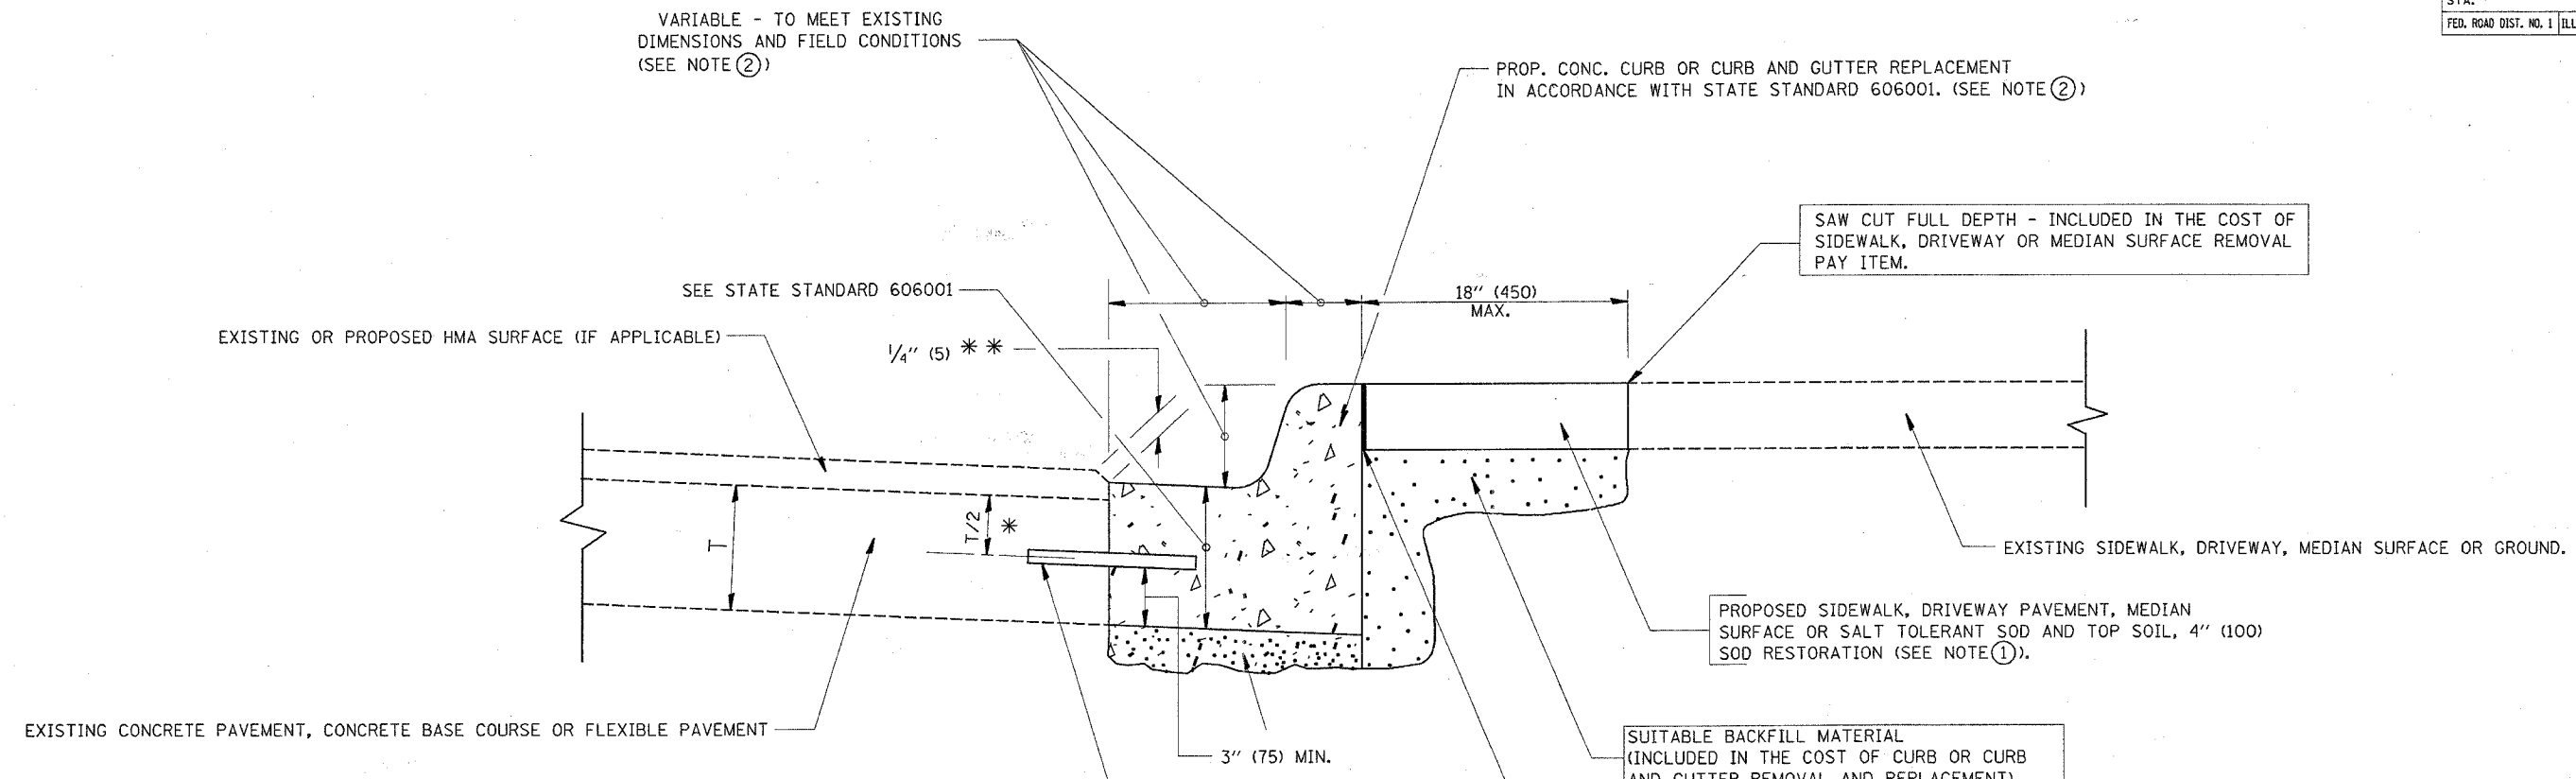 STA.
FED. ROAD DIST. NO. 1
VARIABLE - TO MEET EXISTING
DIMENSIONS AND FIELD CONDITIONS
(SEE NOTE 2)
PROP. CONC. CURB OR CURB AND GUTTER REPLACEMENT
IN ACCORDANCE WITH STATE STANDARD 606001. (SEE NOTE 2)
SAW CUT FULL DEPTH - INCLUDED IN THE COST OF
SIDEWALK, DRIVEWAY OR MEDIAN SURFACE REMOVAL
PAY ITEM.
SEE STATE STANDARD 606001
18" (450)
MAX.
EXISTING OR PROPOSED HMA SURFACE (IF APPLICABLE)
1/4" (5) * *
T
T/2 *
EXISTING SIDEWALK, DRIVEWAY, MEDIAN SURFACE OR GROUND.
PROPOSED SIDEWALK, DRIVEWAY PAVEMENT, MEDIAN
SURFACE OR SALT TOLERANT SOD AND TOP SOIL, 4" (100)
SOD RESTORATION (SEE NOTE 1).
EXISTING CONCRETE PAVEMENT, CONCRETE BASE COURSE OR FLEXIBLE PAVEMENT
3" (75) MIN.
SUITABLE BACKFILL MATERIAL
(INCLUDED IN THE COST OF CURB OR CURB
AND GUTTER REMOVAL AND REPLACEMENT)